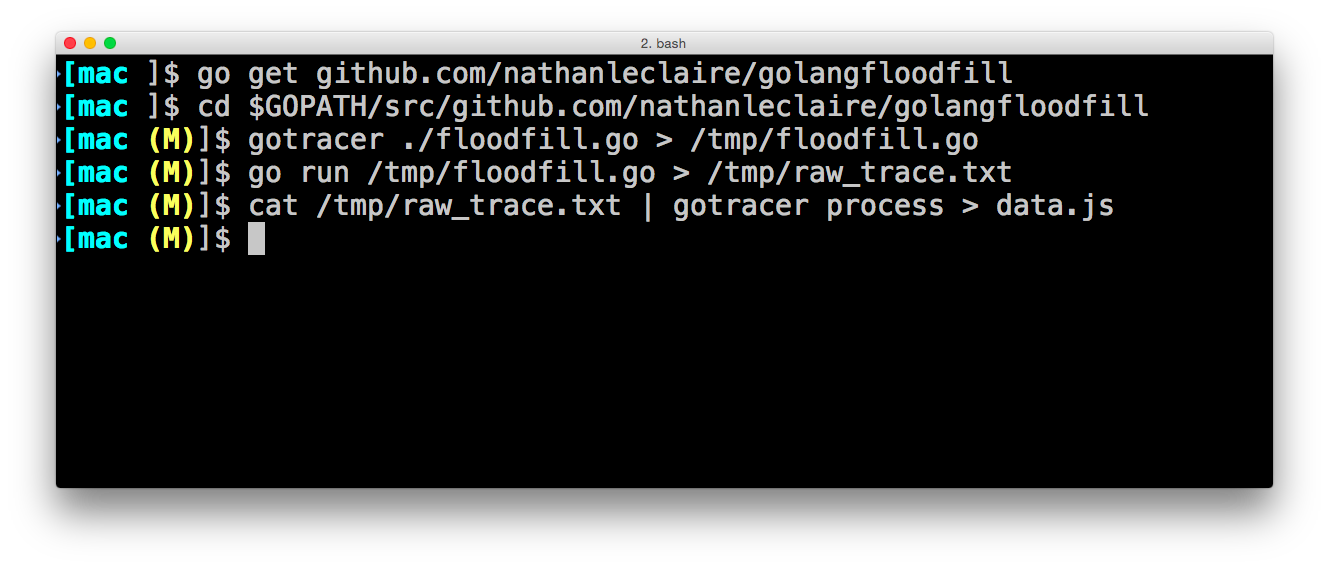 2. bash
[mac ]$ go get github.com/nathanleclaire/golangfloodfill
[mac ]$ cd $GOPATH/src/github.com/nathanleclaire/golangfloodfill
[mac (M)]$ gotracer ./floodfill.go > /tmp/floodfill.go
[mac (M)]$ go run /tmp/floodfill.go > /tmp/raw_trace.txt
[mac (M)]$ cat /tmp/raw_trace.txt | gotracer process > data.js
[mac (M)]$